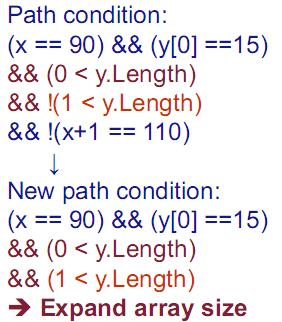 Path condition:
(x == 90) && (y[0] ==15)
&& (0 < y.Length)
&& !(1 < y.Length)
&& !(x+1 == 110)
↓
New path condition:
(x == 90) && (y[0] ==15)
&& (0 < y.Length)
&& (1 < y.Length)
➔ Expand array size